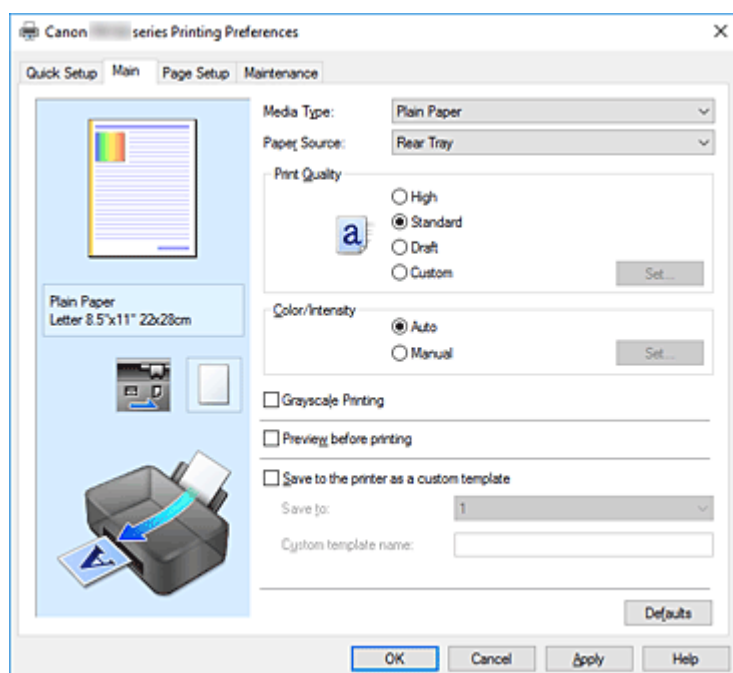 Canon series Printing Preferences
Quick Setup Main Page Setup Maintenance
Media Type: Plain Paper
Paper Source: Rear Tray
Print Quality
High
a
Standard
Draft
Custom Set...
Plain Paper
Letter 8.5"x11" 22x28cm
Color/Intensity
Auto
Manual Set...
Grayscale Printing
Preview before printing
Save to the printer as a custom template
Save to: 1
Custom template name:
A
Defaults
OK Cancel Apply Help